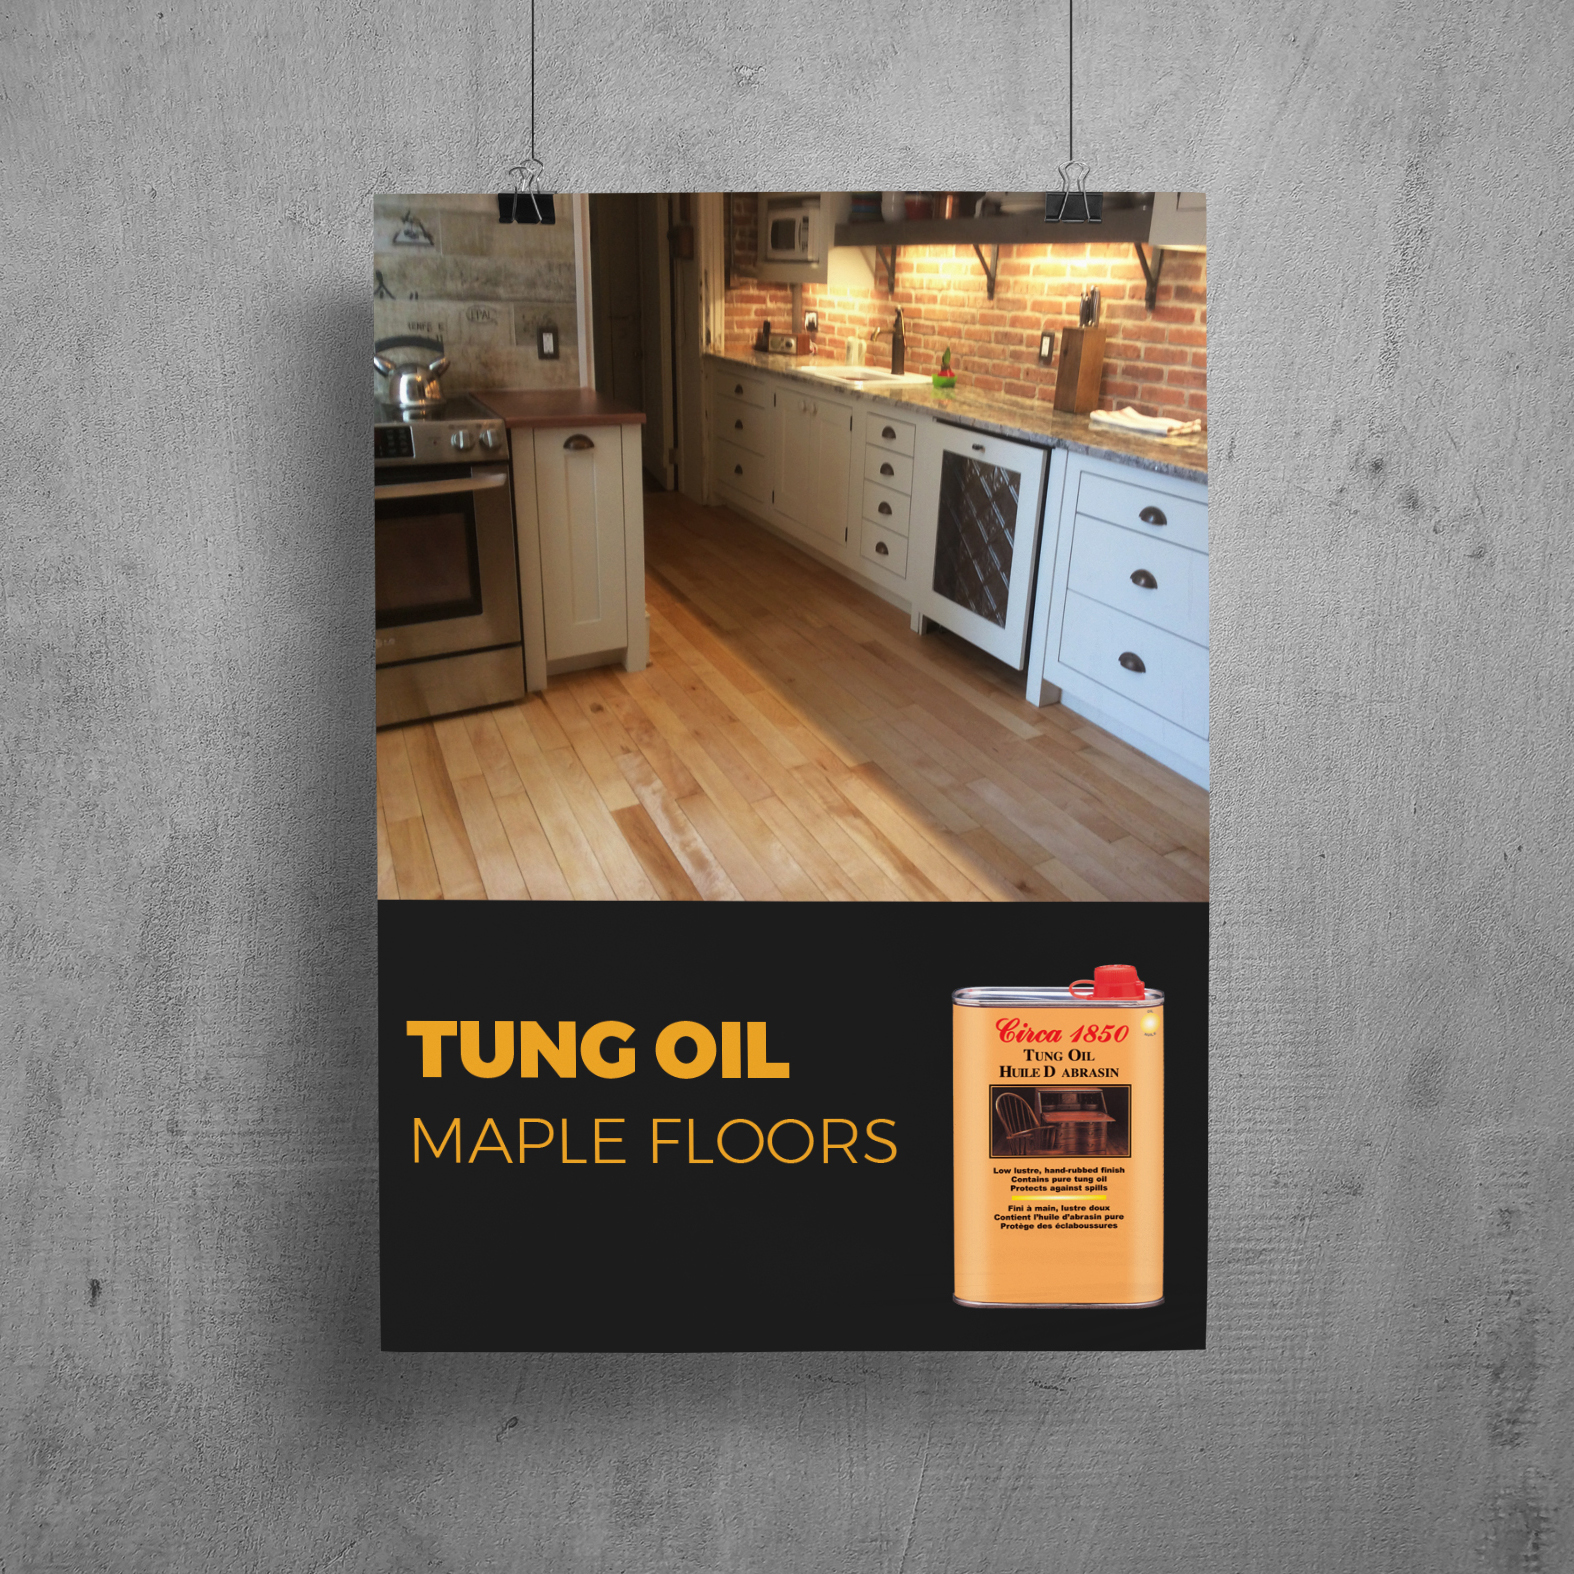 TUNG OIL
MAPLE FLOORS
Circa 1850
TUNG OIL
HUILE D ABRASIN
Low lustre, hand-rubbed finish
Contains pure tung oil
Protects against spills
Fini à main, lustre doux
Contient l'huile d'abrasin pure
Protège des éclaboussures